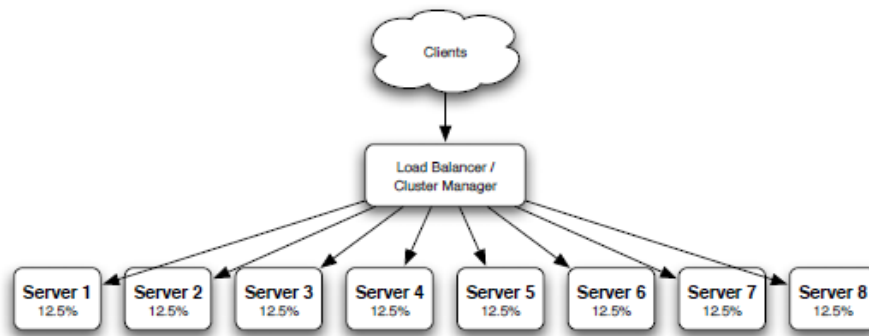 Clients
Load Balancer /
Cluster Manager
Server 1
12.5%
Server 2
12.5%
Server 3
12.5%
Server 4
12.5%
Server 5
12.5%
Server 6
12.5%
Server 7
12.5%
Server 8
12.5%